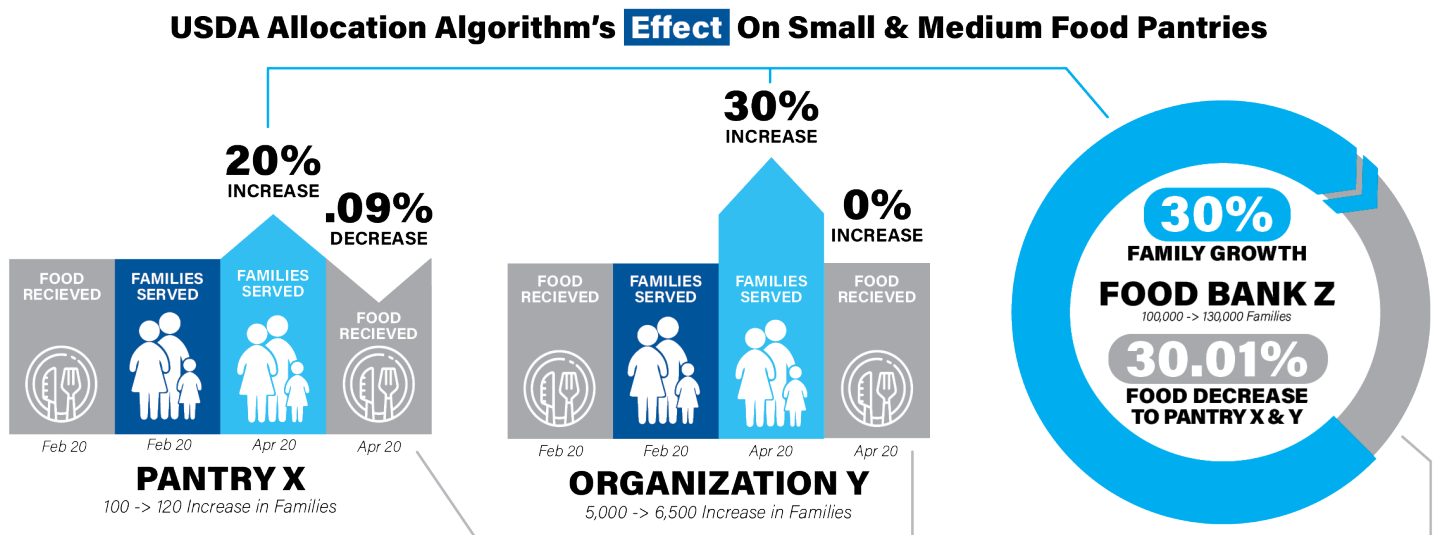 USDA Allocation Algorithm's Effect On Small & Medium Food Pantries
20%
INCREASE
.09%
DECREASE
FOOD
RECIEVED
FAMILIES
SERVED
FAMILIES
SERVED
FOOD
RECIEVED
Feb 20
Feb 20
Apr 20
Apr 20
PANTRY X
100 -> 120 Increase in Families
30%
INCREASE
0%
INCREASE
FOOD
RECIEVED
FAMILIES
SERVED
FAMILIES
SERVED
FOOD
RECIEVED
Feb 20
Feb 20
Apr 20
Apr 20
ORGANIZATION Y
5,000 -> 6,500 Increase in Families
30%
FAMILY GROWTH
FOOD BANK Z
100,000 -> 130,000 Families
30.01%
FOOD DECREASE
TO PANTRY X & Y